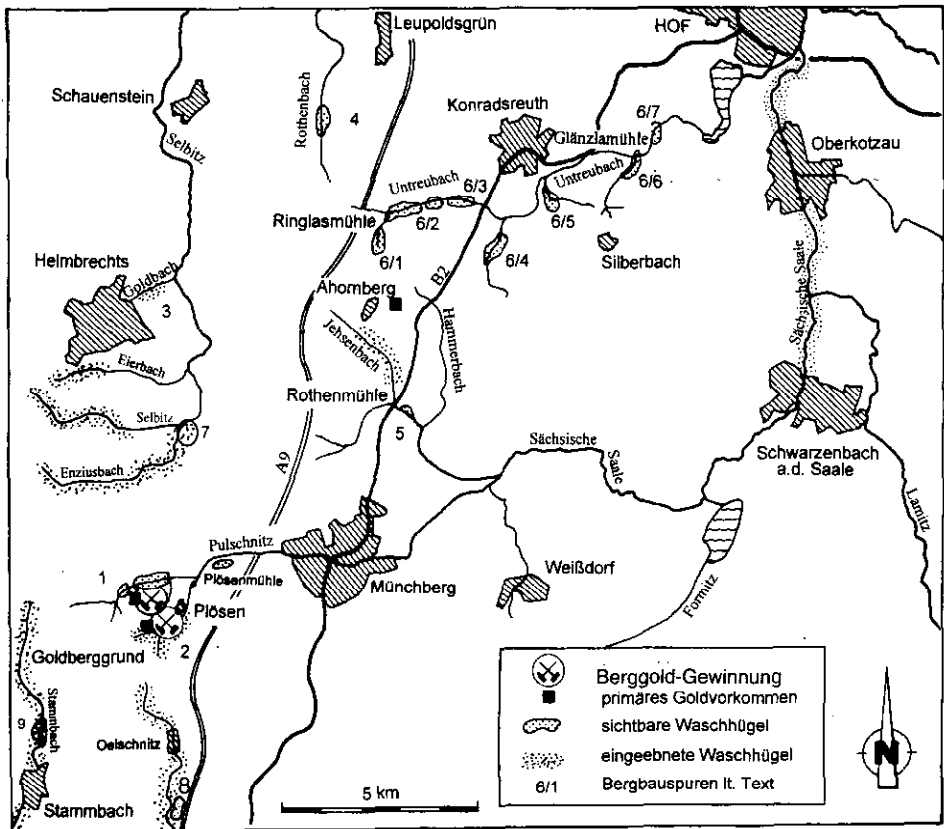 Leupoldsgrün
HOF
Schauenstein
Rothenbach
4
Konradsreuth
6/7
Glänzlamühle
Oberkotzau
Selbitz
Untreubach
6/3
Untreubach
6/6
Ringlasmühle
6/2
6/5
6/1
6/4
Silberbach
Helmbrechts
Goldbach
3
B2
Ahornberg
Sächsische Saale
Jehsenbach
Hammerbach
Eierbach
Rothenmühle
Selbitz
7
5
Enziusbach
A9
Sächsische
Saale
Schwarzenbach
a.d. Saale
Lamitz
Pulschnitz
1
Plösenmühle
Münchberg
Weißdorf
Förmitz
Plösen
Goldberggrund
2
Stammbach
9
Oelschnitz
8
Stammbach
5 km
Berggold-Gewinnung
primäres Goldvorkommen
sichtbare Waschhügel
eingeebnete Waschhügel
6/1 Bergbauspuren lt. Text
N